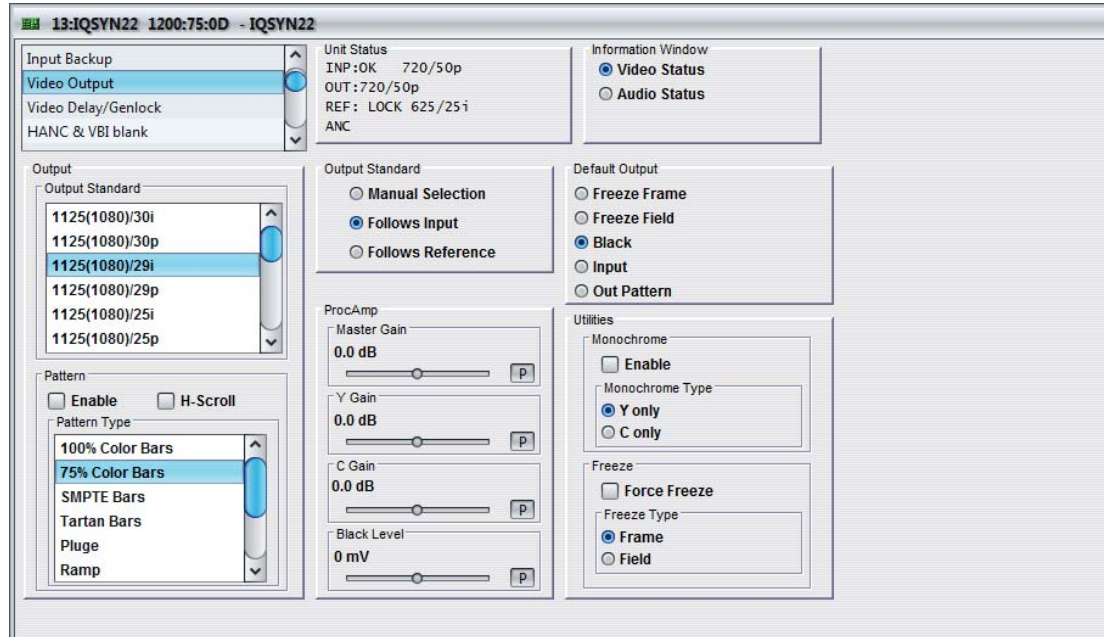 13:IQSYN22 1200:75:0D - IQSYN22
Input Backup
Video Output
Video Delay/Genlock
HANC & VBI blank
Unit Status
INP:OK 720/50p
OUT:720/50p
REF: LOCK 625/25i
ANC
Information Window
Video Status
Audio Status
Output
Output Standard
1125(1080)/30i
1125(1080)/30p
1125(1080)/29i
1125(1080)/29p
1125(1080)/25i
1125(1080)/25p
Pattern
Enable
H-Scroll
Pattern Type
100% Color Bars
75% Color Bars
SMPTE Bars
Tartan Bars
Pluge
Ramp
Output Standard
Manual Selection
Follows Input
Follows Reference
ProcAmp
Master Gain
0.0 dB
P
Y Gain
0.0 dB
P
C Gain
0.0 dB
P
Black Level
0 mV
P
Default Output
Freeze Frame
Freeze Field
Black
Input
Out Pattern
Utilities
Monochrome
Enable
Monochrome Type
Y only
C only
Freeze
Force Freeze
Freeze Type
Frame
Field